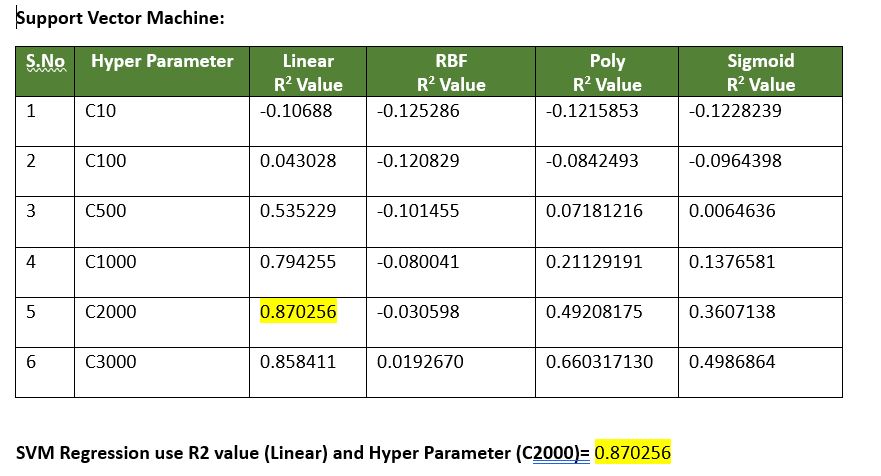 Support Vector Machine:
S.No Hyper Parameter Linear R² Value RBF R² Value Poly R² Value Sigmoid R² Value
1 C10 -0.10688 -0.125286 -0.1215853 -0.1228239
2 C100 0.043028 -0.120829 -0.0842493 -0.0964398
3 C500 0.535229 -0.101455 0.07181216 0.0064636
4 C1000 0.794255 -0.080041 0.21129191 0.1376581
5 C2000 0.870256 -0.030598 0.49208175 0.3607138
6 C3000 0.858411 0.0192670 0.660317130 0.4986864
SVM Regression use R2 value (Linear) and Hyper Parameter (C2000)= 0.870256